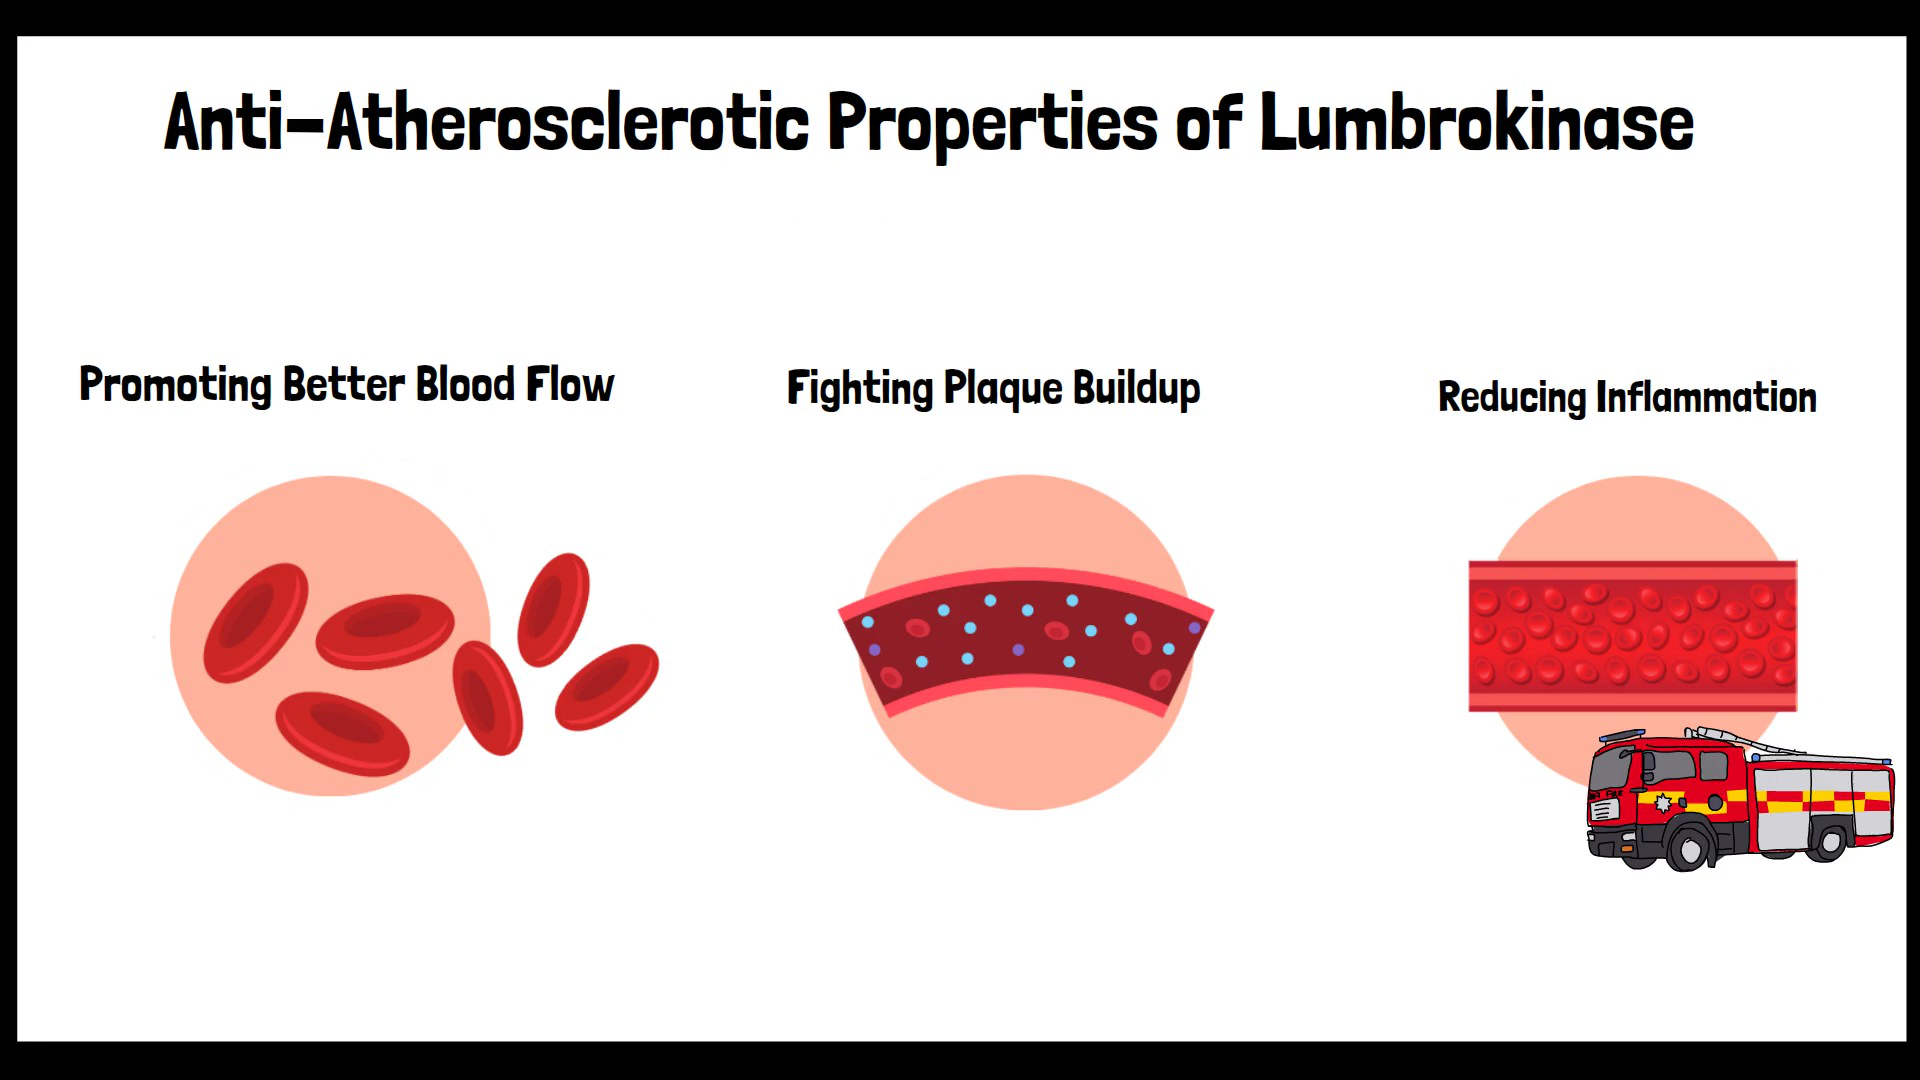 Anti-Atherosclerotic Properties of Lumbrokinase
Promoting Better Blood Flow
Fighting Plaque Buildup
Reducing Inflammation